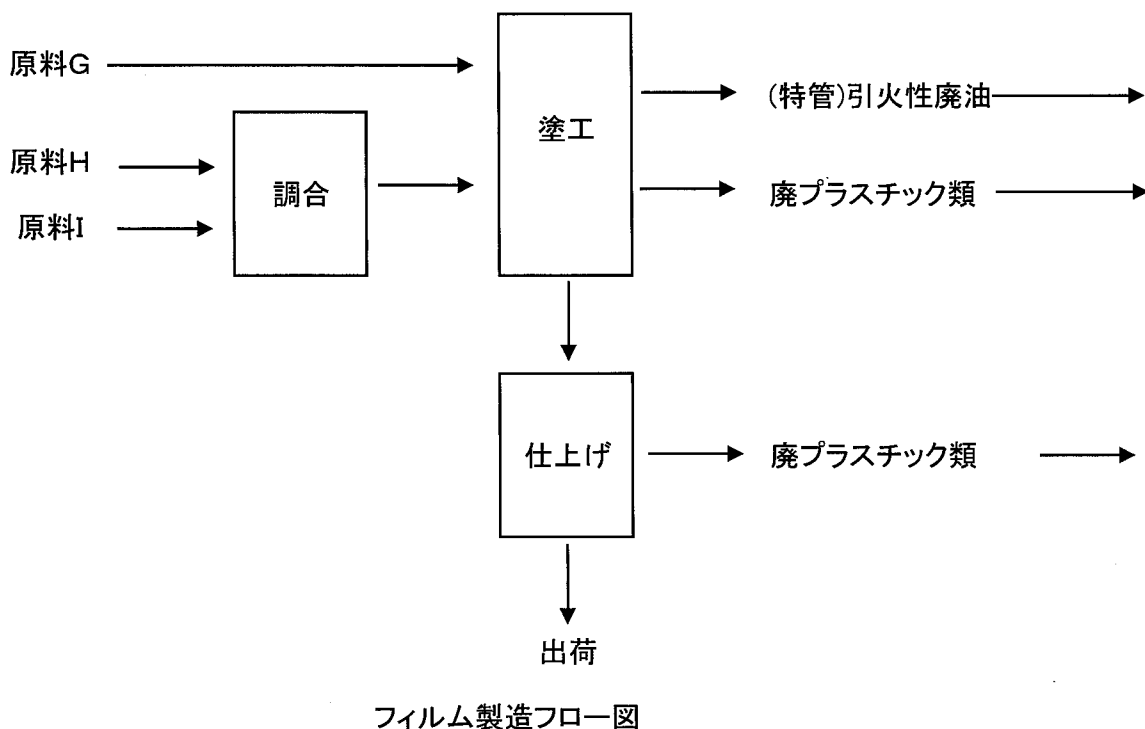 原料G
原料H
原料I
調合
塗工
(特管)引火性廃油
廃プラスチック類
仕上げ
廃プラスチック類
出荷
フィルム製造フロー図